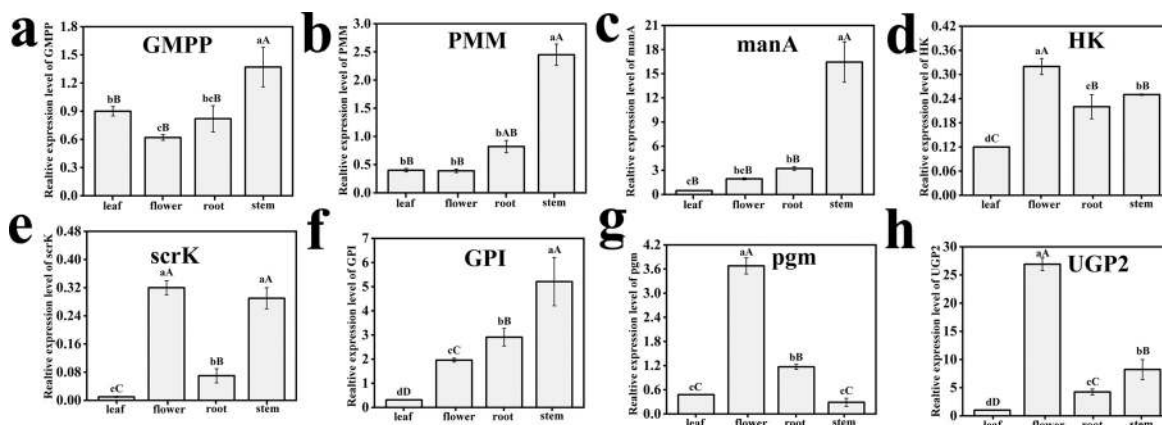 a
GMPP
Realtive expression level of GMPP
1.8
1.5
1.2
0.9
0.6
0.3
0.0
bB
cB
bcB
aA
leaf flower root stem
b
PMM
Realtive expression level of PMM
3.0
2.5
2.0
1.5
1.0
0.5
0.0
bB
bB
bAB
aA
leaf flower root stem
c
manA
Realtive expression level of manA
21
18
15
12
9
6
3
0
cB
bcB
bB
aA
leaf flower root stem
d
HK
Realtive expression level of HK
0.42
0.36
0.30
0.24
0.18
0.12
0.06
0.00
dC
aA
cB
bB
leaf flower root stem
e
scrK
Realtive expression level of scrK
0.48
0.40
0.32
0.24
0.16
0.08
0.00
cC
aA
bB
aA
leaf flower root stem
f
GPI
Realtive expression level of GPI
7
6
5
4
3
2
1
0
dD
cC
bB
aA
leaf flower root stem
g
pgm
Realtive expression level of pgm
4.2
3.6
3.0
2.4
1.8
1.2
0.6
0.0
cC
aA
bB
cC
leaf flower root stem
h
UGP2
Realtive expression level of UGP2
30
25
20
15
10
5
0
dD
aA
cC
bB
leaf flower root stem